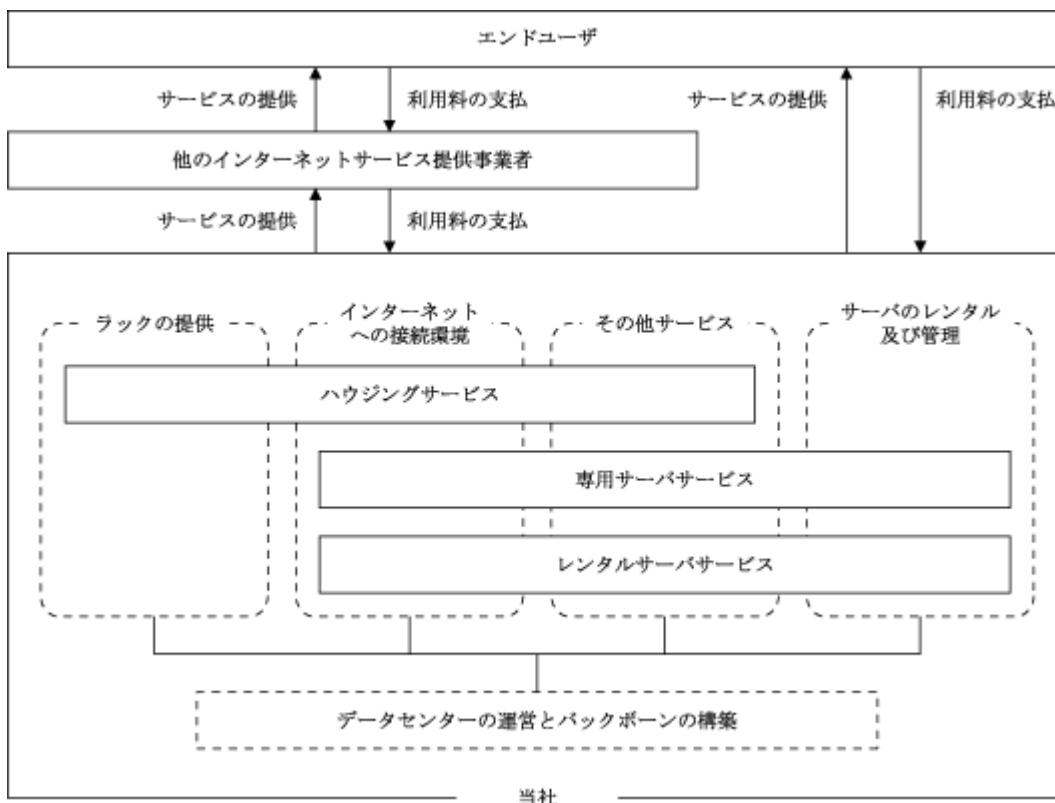 エンドユーザ
サービスの提供
利用料の支払
サービスの提供
利用料の支払
他のインターネットサービス提供事業者
サービスの提供
利用料の支払
ラックの提供
インターネット
への接続環境
その他サービス
サーバのレンタル
及び管理
ハウジングサービス
専用サーバサービス
レンタルサーバサービス
データセンターの運営とバックボーンの構築
当社